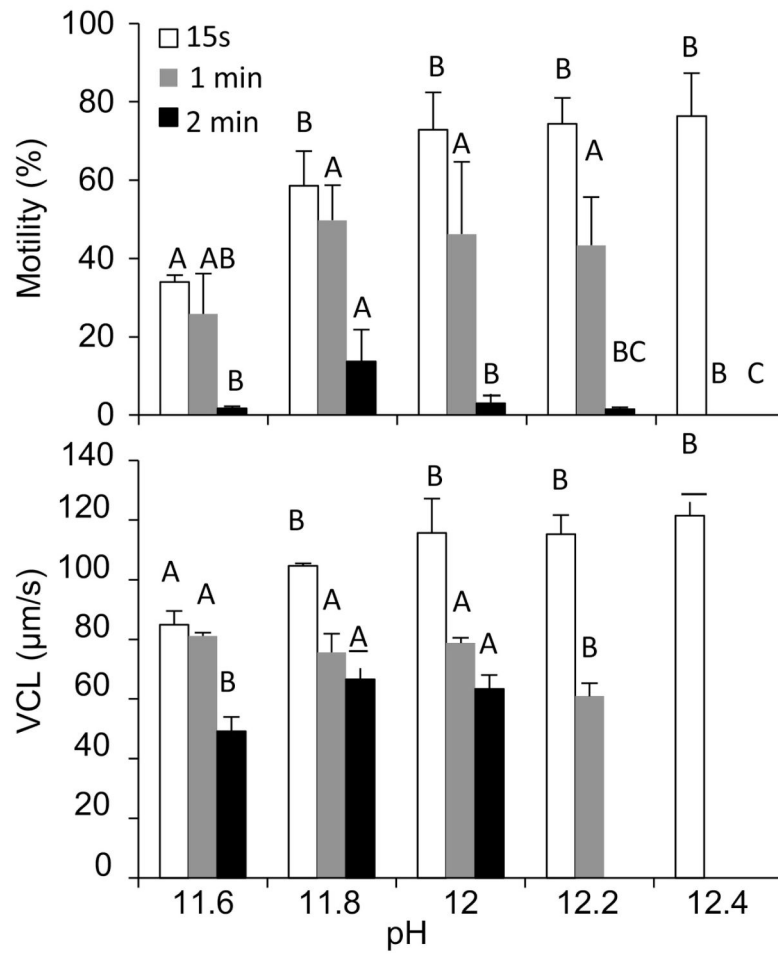 100
80
60
40
20
0
Motility (%)
15s
1 min
2 min
A AB B
B A A
B A B
B A BC
B B C
140
120
100
80
60
40
20
0
VCL (µm/s)
A A B
B A A
B A A
B B
B
11.6 11.8 12 12.2 12.4
pH